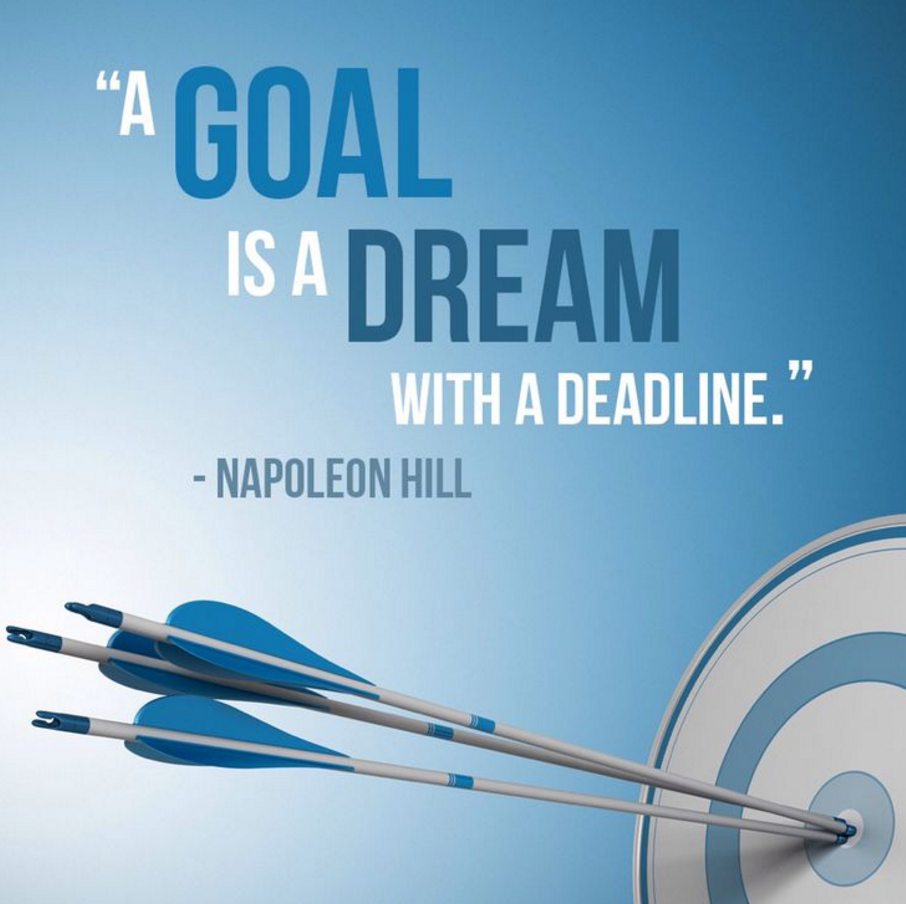 “A GOAL
IS A DREAM
WITH A DEADLINE.”
- NAPOLEON HILL